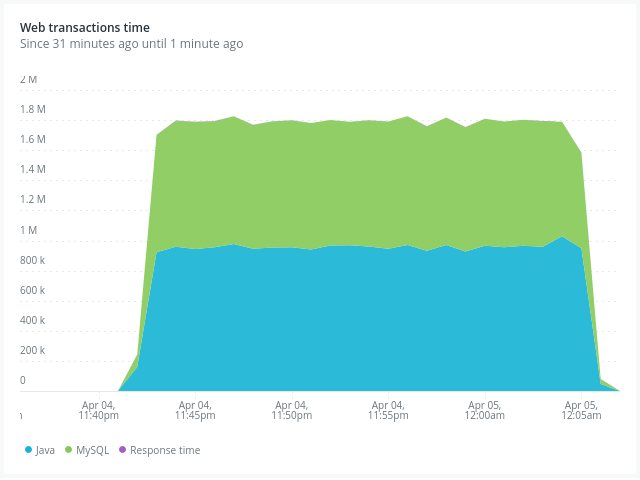 Web transactions time
Since 31 minutes ago until 1 minute ago
2 M
1.8 M
1.6 M
1.4 M
1.2 M
1 M
800 k
600 k
400 k
200 k
0
Apr 04, 11:40pm
Apr 04, 11:45pm
Apr 04, 11:50pm
Apr 04, 11:55pm
Apr 05, 12:00am
Apr 05, 12:05am
Java MySQL Response time